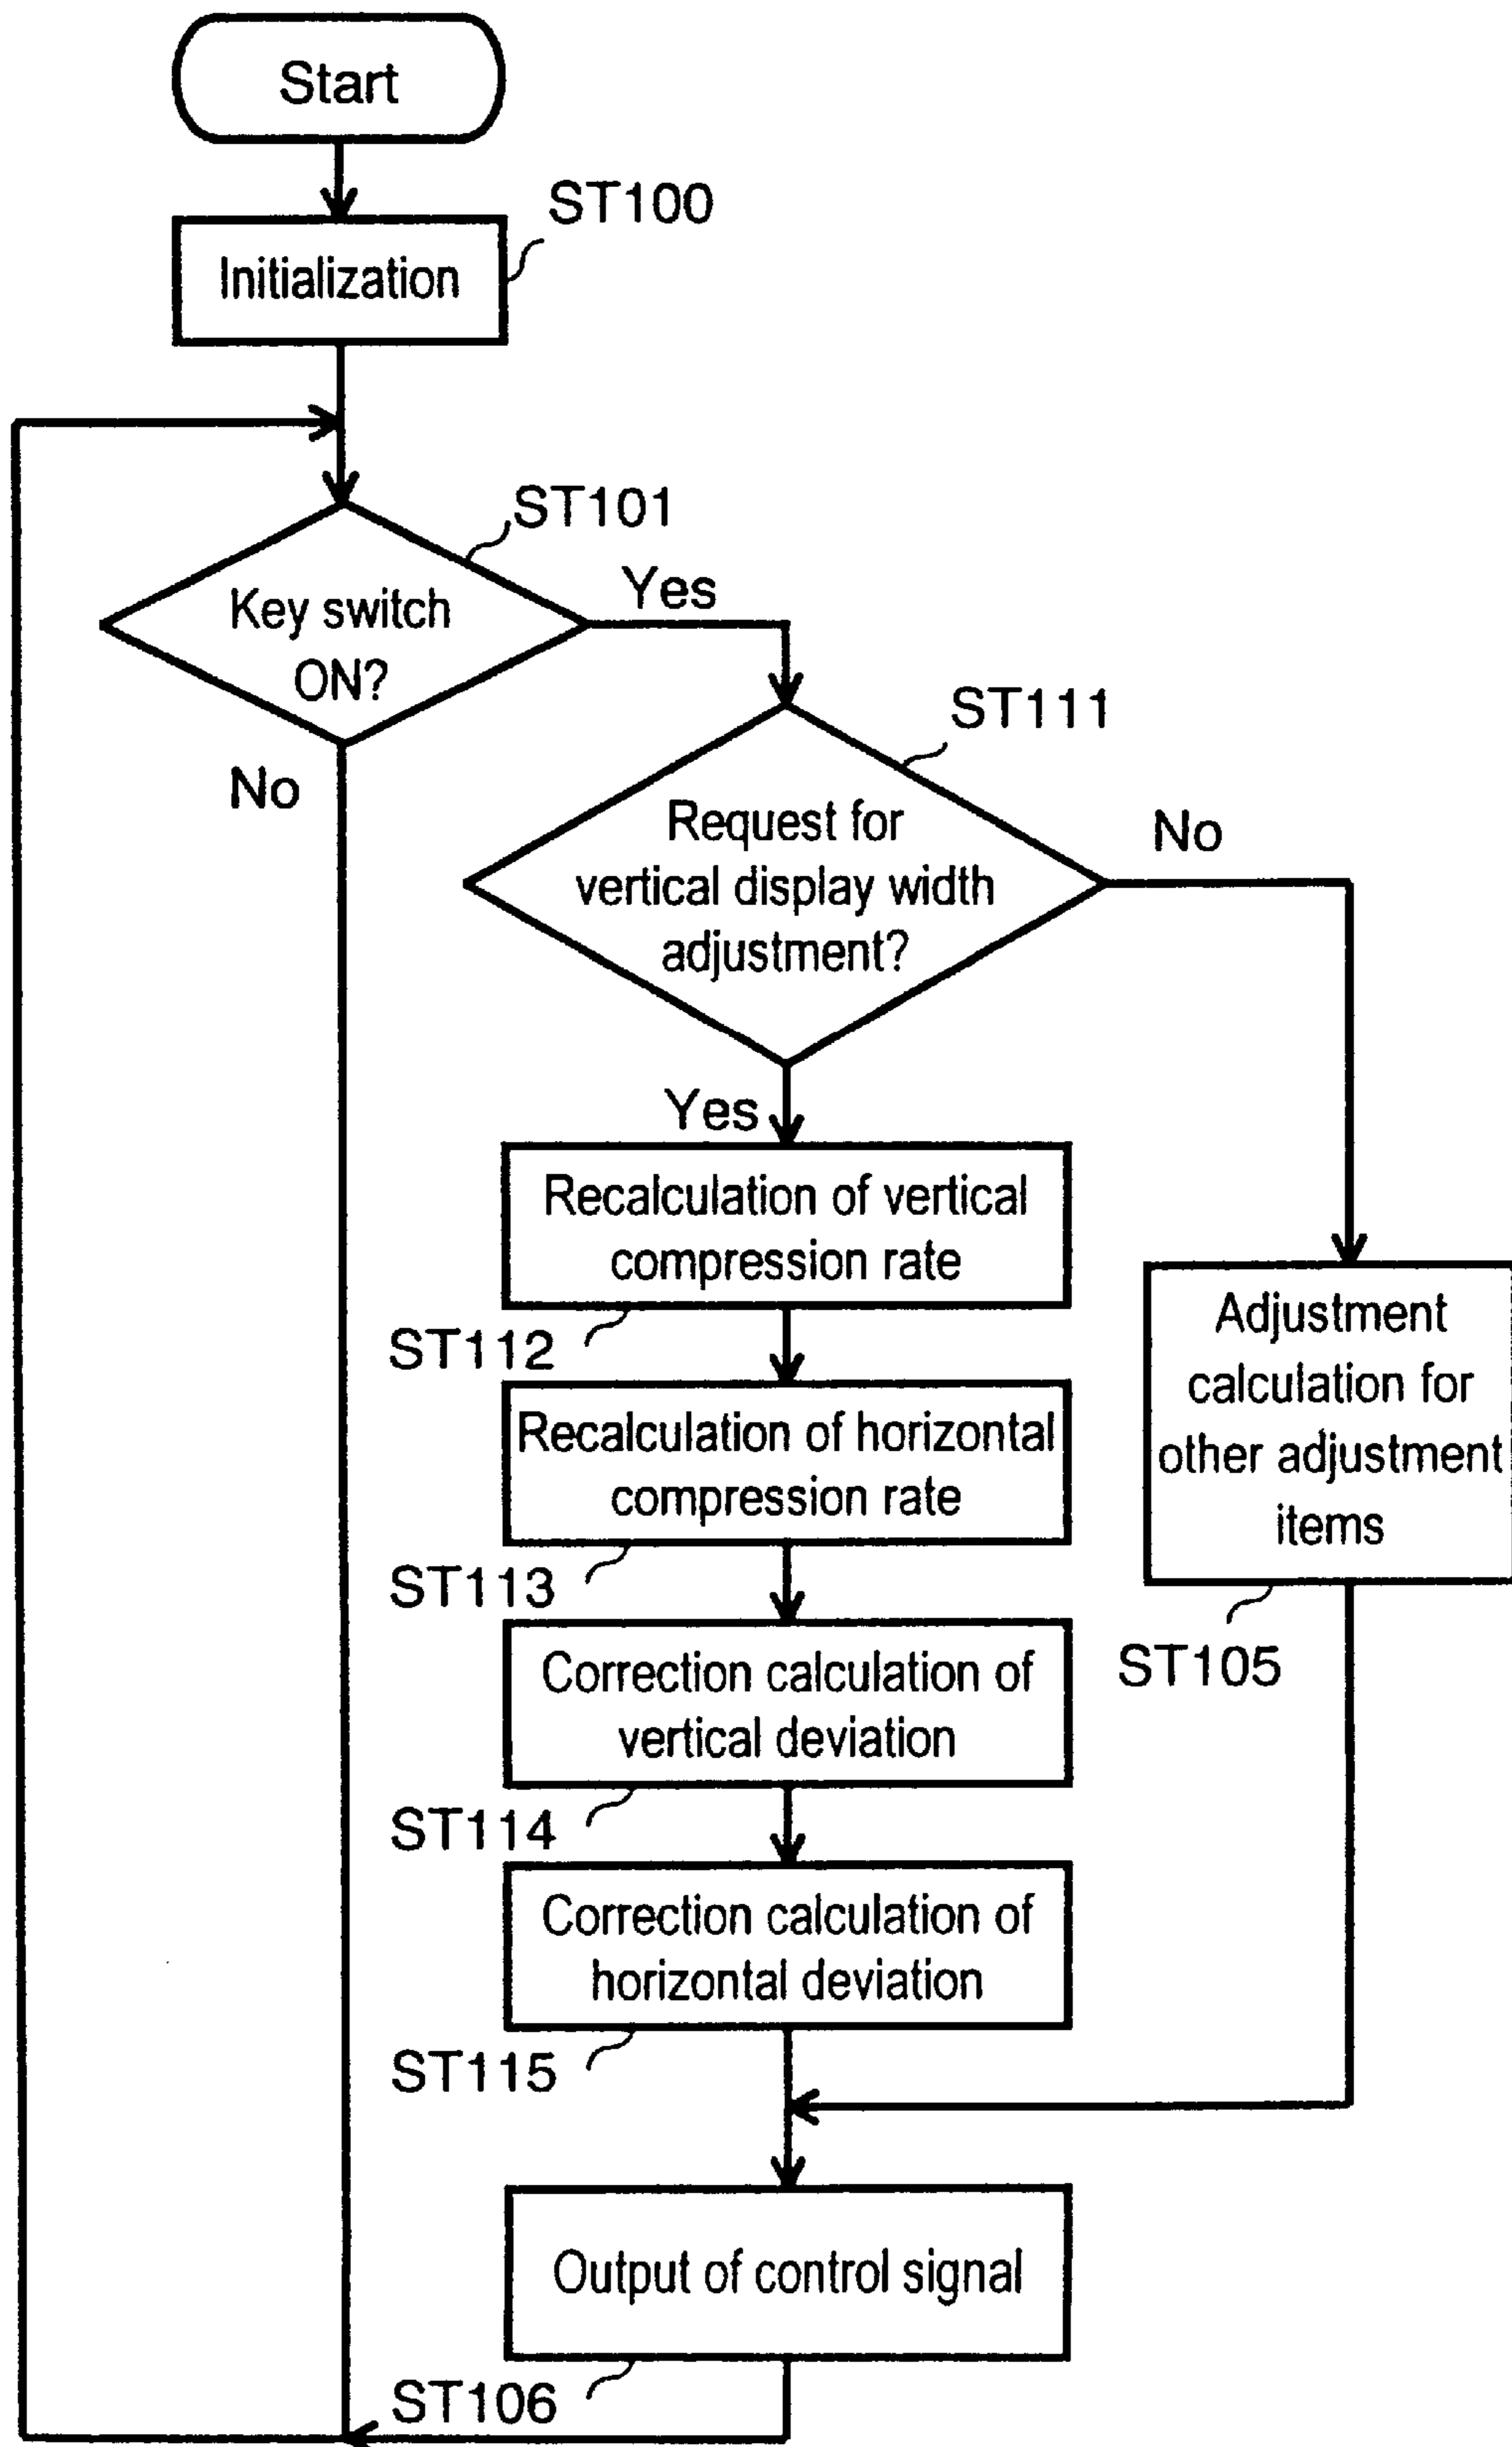 Start
ST100
Initialization
ST101
Key switch
ON?
Yes
No
ST111
Request for
vertical display width
adjustment?
No
Yes
Recalculation of vertical
compression rate
ST112
Recalculation of horizontal
compression rate
ST113
Adjustment
calculation for
other adjustment
items
ST105
Correction calculation of
vertical deviation
ST114
Correction calculation of
horizontal deviation
ST115
Output of control signal
ST106